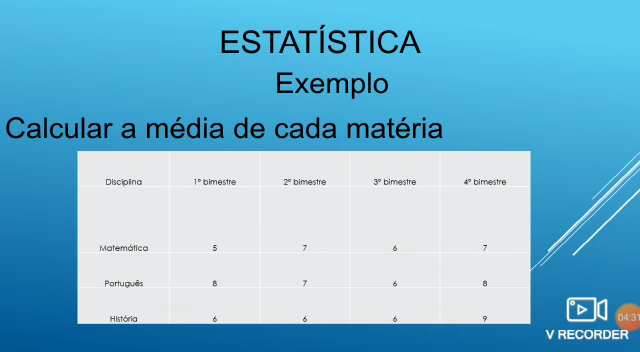 ESTATÍSTICA
Exemplo
Calcular a média de cada matéria
Disciplina 1º bimestre 2º bimestre 3º bimestre 4º bimestre
Matemática 5 7 6 7
Português 8 7 6 8
História 6 6 6 9
04:31
V RECORDER